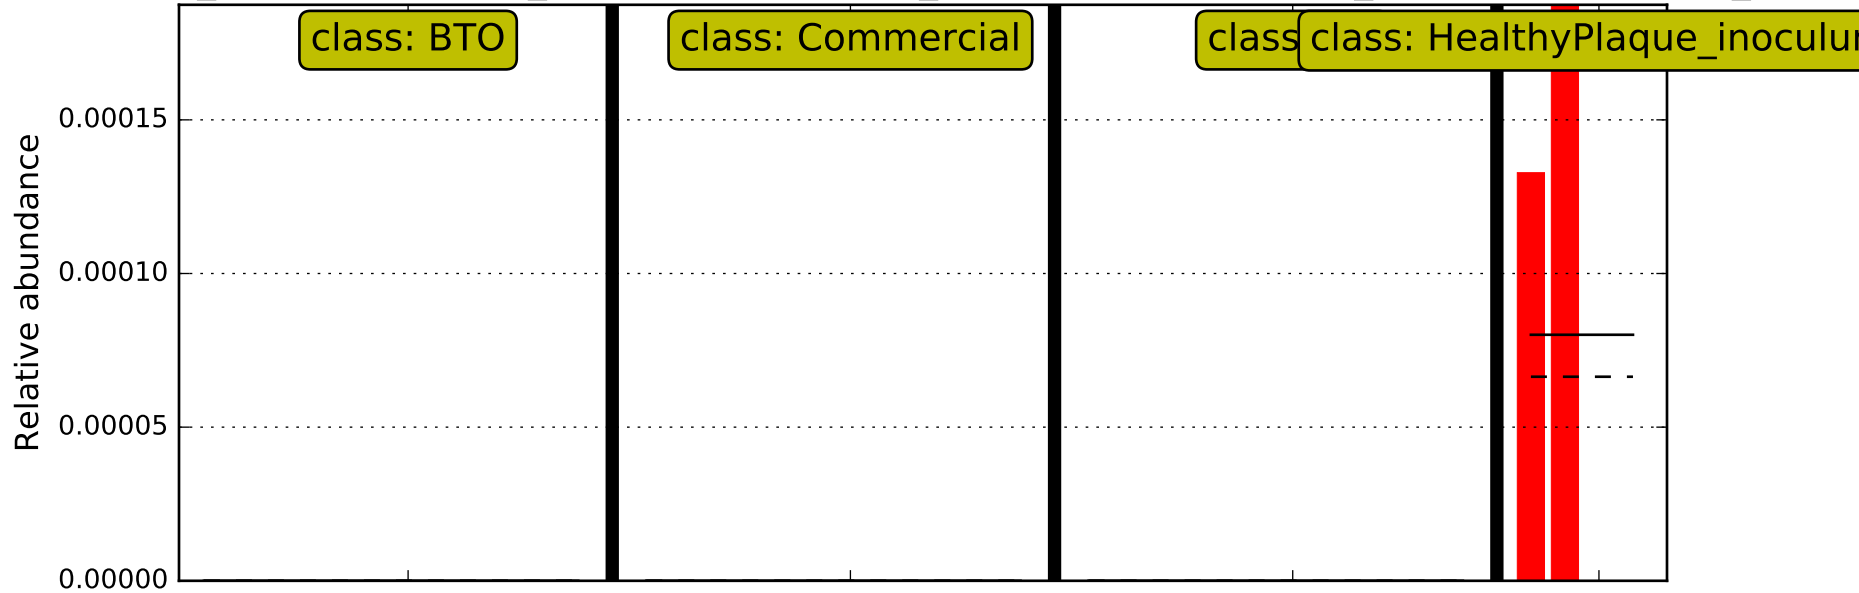 class: BTO
class: Commercial
class
class: HealthyPlaque_inoculu
0.00015
0.00010
0.00005
0.00000
Relative abundance